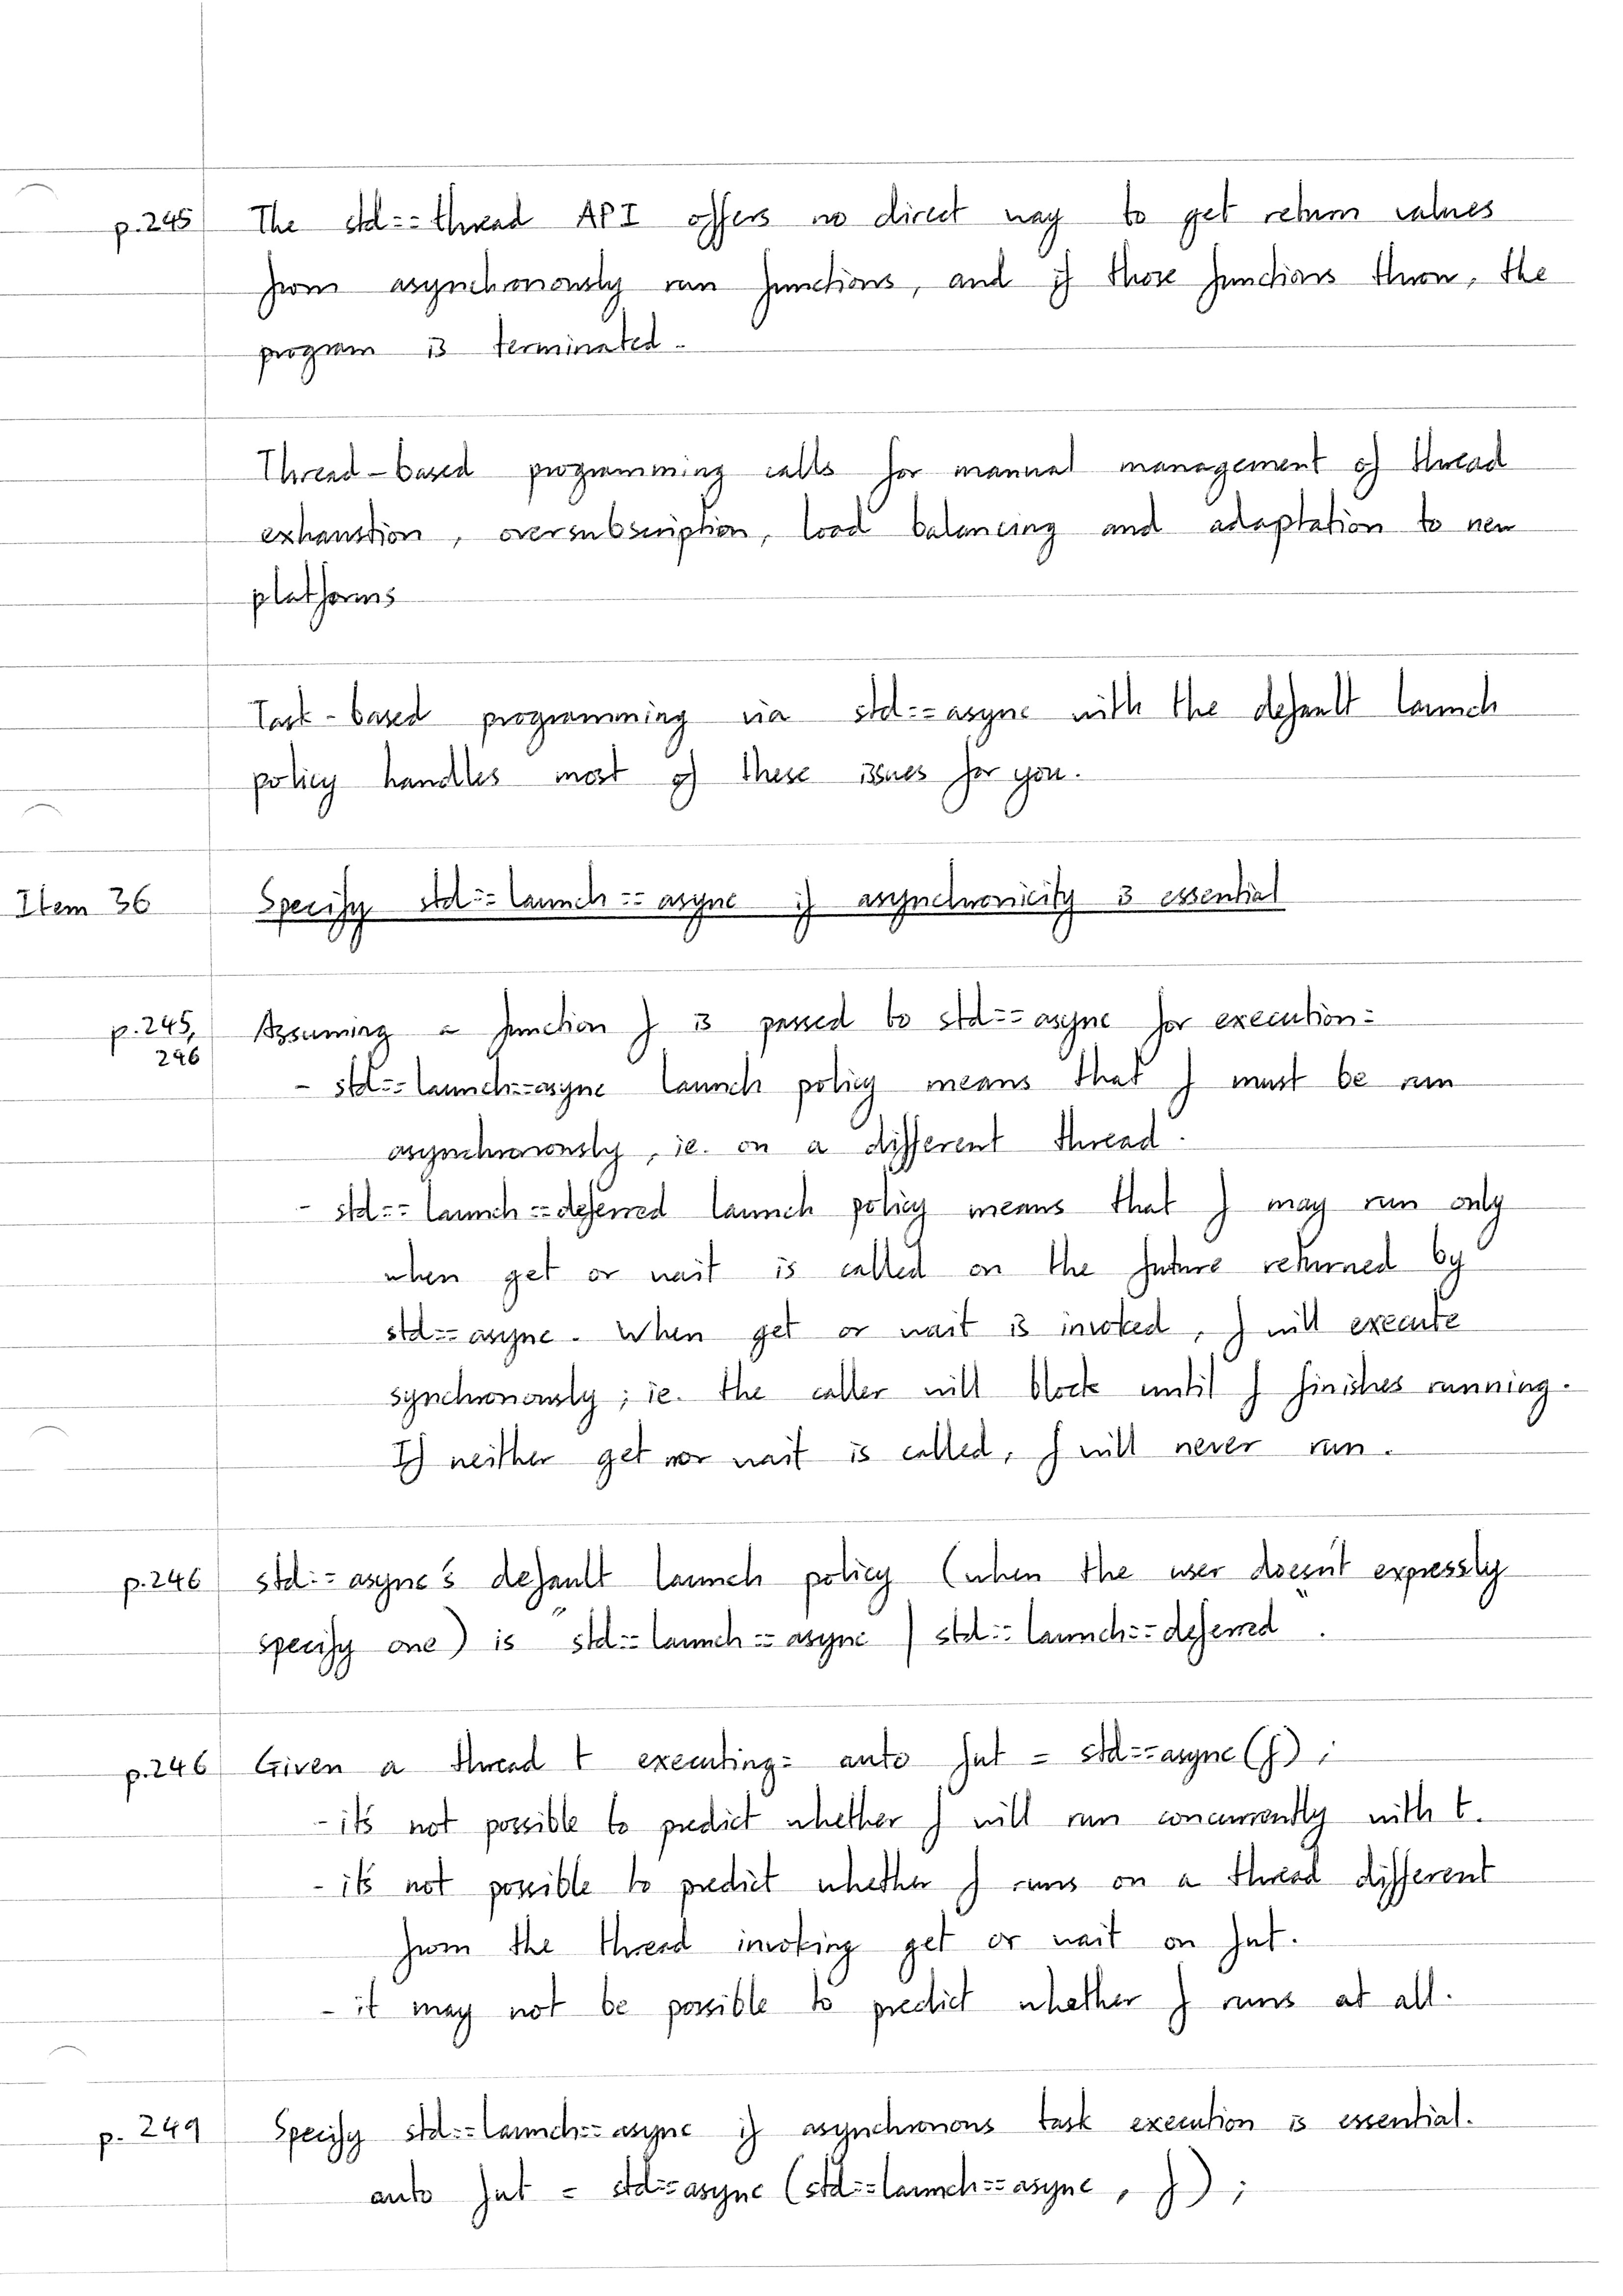 p.245 The std::thread API offers no direct way to get return values
from asynchronously run functions, and if those functions throw, the
program is terminated.
Thread-based programming calls for manual management of thread
exhaustion, oversubscription, load balancing and adaptation to new
platforms
Task-based programming via std::async with the default launch
policy handles most of these issues for you.
Item 36 Specify std::launch::async if asynchronicity is essential
p.245, Assuming a function f is passed to std::async for execution:
246
- std::launch::async launch policy means that f must be run
asynchronously, ie. on a different thread.
- std::launch::deferred launch policy means that f may run only
when get or wait is called on the future returned by
std::async. When get or wait is invoked, f will execute
synchronously; ie. the caller will block until f finishes running.
If neither get nor wait is called, f will never run.
p.246 std::async's default launch policy (when the user doesn't expressly
specify one) is "std::launch::async | std::launch::deferred".
p.246 Given a thread t executing: auto fut = std::async(f);
- it's not possible to predict whether f will run concurrently with t.
- it's not possible to predict whether f runs on a thread different
from the thread invoking get or wait on fut.
- it may not be possible to predict whether f runs at all.
p. 249 Specify std::launch::async if asynchronous task execution is essential.
auto fut = std::async (std::launch::async, f);